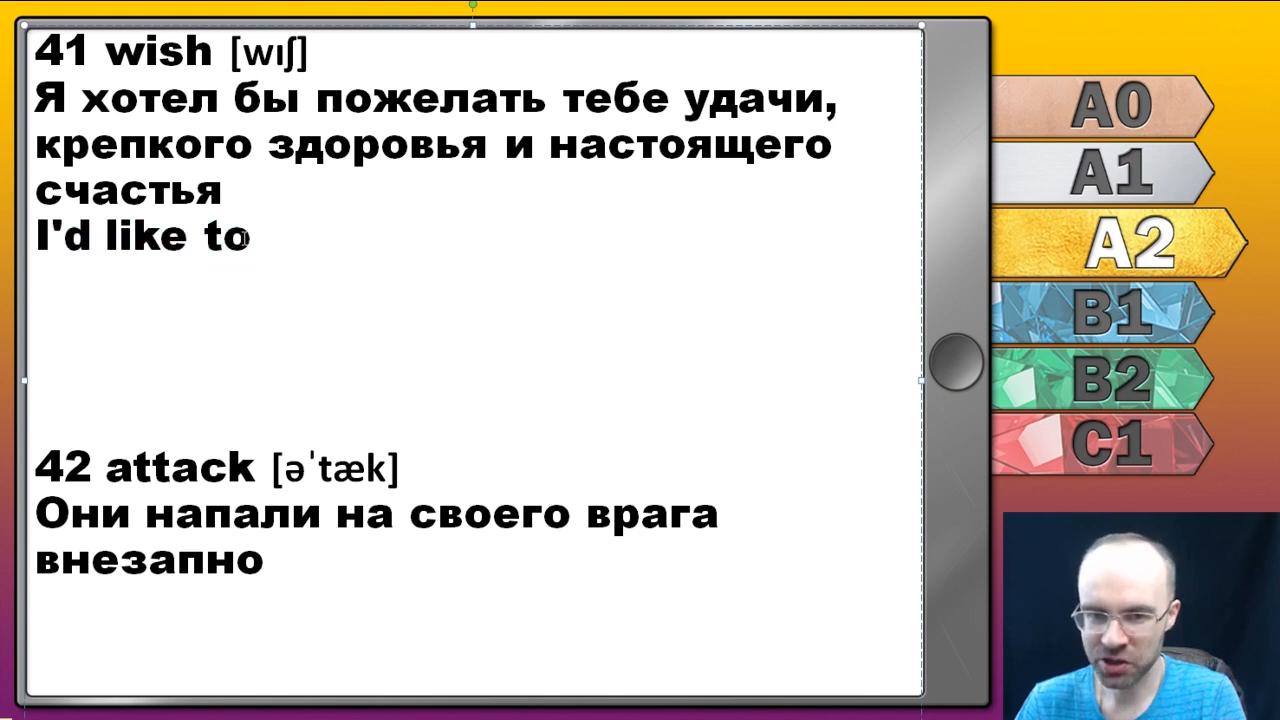 41 wish [wɪʃ]
Я хотел бы пожелать тебе удачи,
крепкого здоровья и настоящего
счастья
I'd like to
42 attack [əˈtæk]
Они напали на своего врага
внезапно
A0
A1
A2
B1
B2
C1